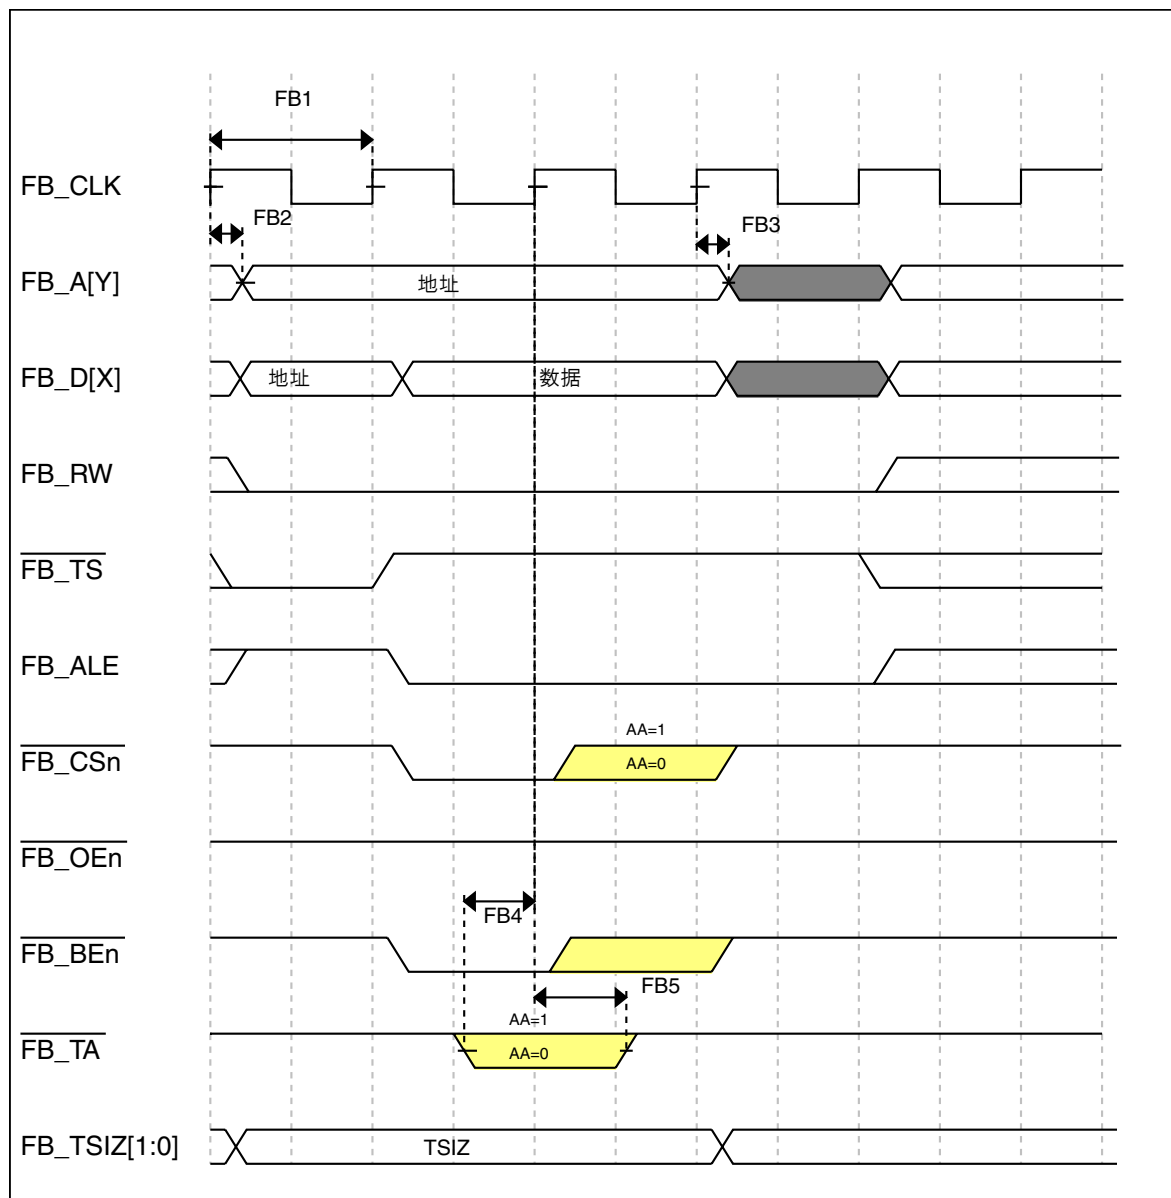 FB1
FB_CLK
FB2
FB3
FB_A[Y]
地址
FB_D[X]
地址
数据
FB_RW
FB_TS
FB_ALE
AA=1
FB_CSn
AA=0
FB_OEn
FB4
FB_BEn
FB5
AA=1
FB_TA
AA=0
FB_TSIZ[1:0]
TSIZ